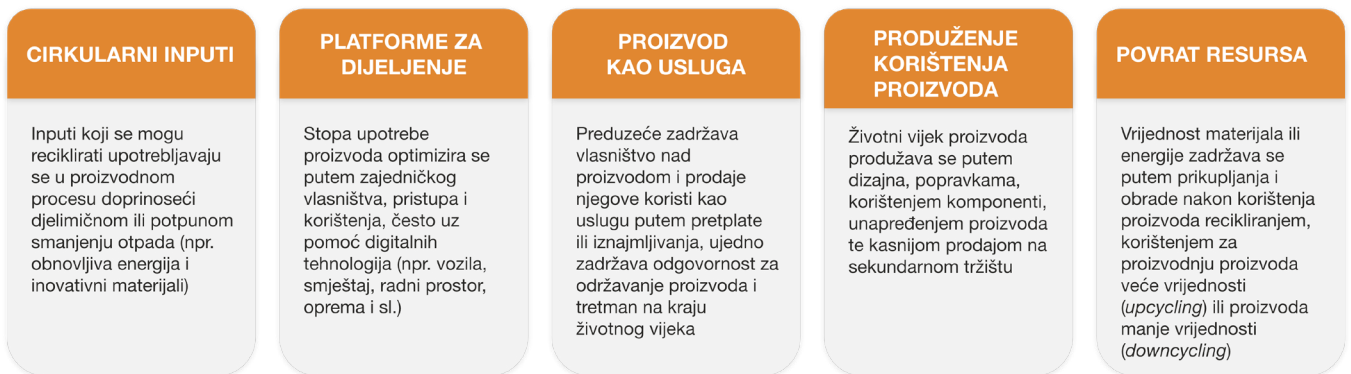 CIRKULARNI INPUTI
Inputi koji se mogu
reciklirati upotrebljavaju
se u proizvodnom
procesu doprinoseći
djelimičnom ili potpunom
smanjenju otpada (npr.
obnovljiva energija i
inovativni materijali)
PLATFORME ZA
DIJELJENJE
Stopa upotrebe
proizvoda optimizira se
putem zajedničkog
vlasništva, pristupa i
korištenja, često uz
pomoć digitalnih
tehnologija (npr. vozila,
smještaj, radni prostor,
oprema i sl.)
PROIZVOD
KAO USLUGA
Preduzeće zadržava
vlasništvo nad
proizvodom i prodaje
njegove koristi kao
uslugu putem pretplate
ili iznajmljivanja, ujedno
zadržava odgovornost za
održavanje proizvoda i
tretman na kraju
životnog vijeka
PRODUŽENJE
KORIŠTENJA
PROIZVODA
Životni vijek proizvoda
produžava se putem
dizajna, popravkama,
korištenjem komponenti,
unapređenjem proizvoda
te kasnijom prodajom na
sekundarnom tržištu
POVRAT RESURSA
Vrijednost materijala ili
energije zadržava se
putem prikupljanja i
obrade nakon korištenja
proizvoda recikliranjem,
korištenjem za
proizvodnju proizvoda
veće vrijednosti
(upcycling) ili proizvoda
manje vrijednosti
(downcycling)